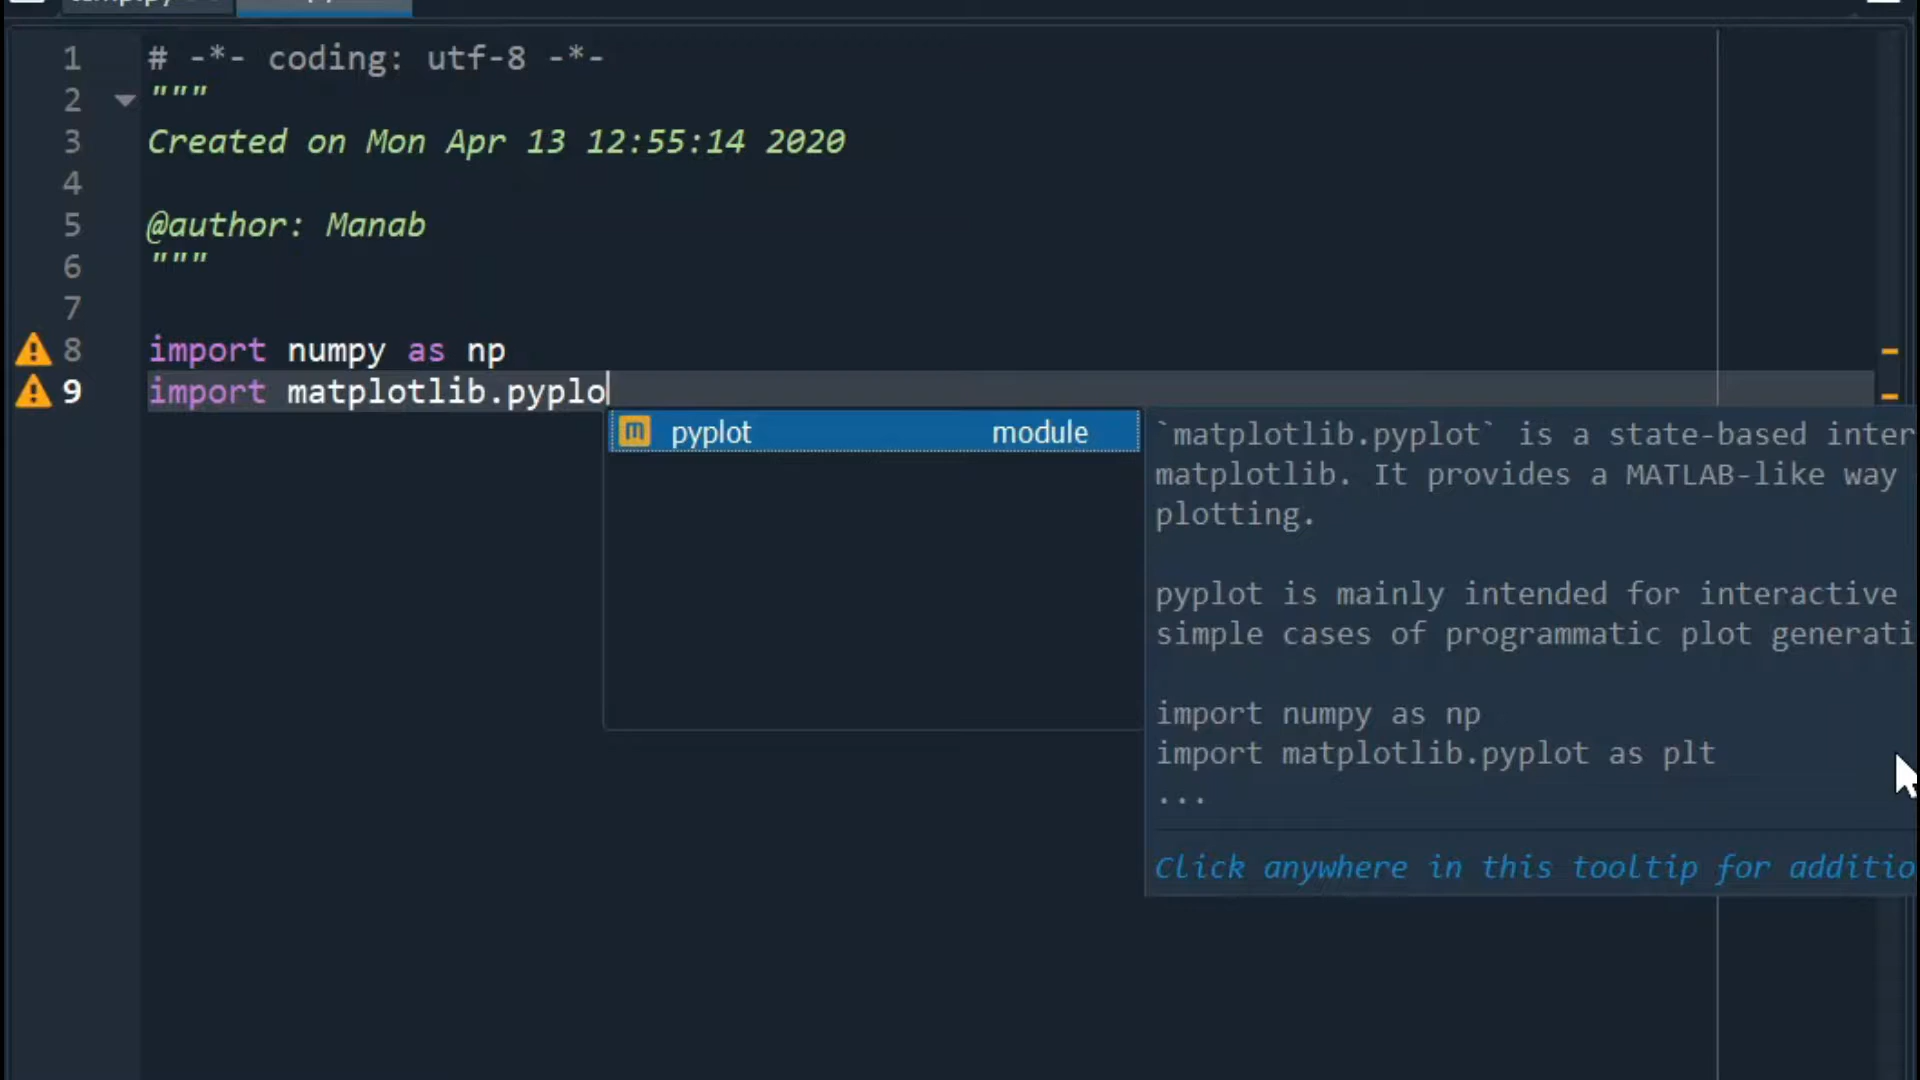 1 # -*- coding: utf-8 -*-
2 """
3 Created on Mon Apr 13 12:55:14 2020
4
5 @author: Manab
6 """
7
8 import numpy as np
9 import matplotlib.pyplo
m pyplot module
`matplotlib.pyplot` is a state-based inter
matplotlib. It provides a MATLAB-like way
plotting.
pyplot is mainly intended for interactive
simple cases of programmatic plot generati
import numpy as np
import matplotlib.pyplot as plt
...
Click anywhere in this tooltip for additio